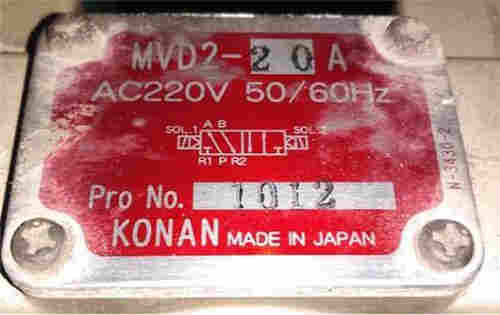 MVD2-20A
AC220V 50/60Hz
A B
SOL.1 SOL.2
R1 P R2
Pro No. 1012
KONAN MADE IN JAPAN
N-3430-2